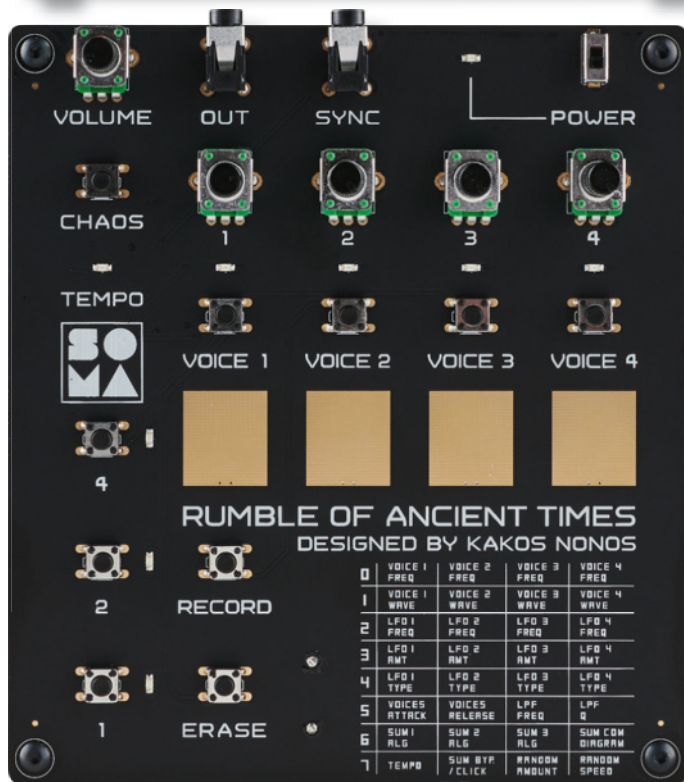 VOLUME OUT SYNC POWER
CHAOS 1 2 3 4
TEMPO
SO
MA
VOICE 1 VOICE 2 VOICE 3 VOICE 4
4
RUMBLE OF ANCIENT TIMES
DESIGNED BY KAKOS NONOS
2 RECORD
1 ERASE
0 VOICE 1 FREQ VOICE 2 FREQ VOICE 3 FREQ VOICE 4 FREQ
1 VOICE 1 WAVE VOICE 2 WAVE VOICE 3 WAVE VOICE 4 WAVE
2 LFO 1 FREQ LFO 2 FREQ LFO 3 FREQ LFO 4 FREQ
3 LFO 1 AMT LFO 2 AMT LFO 3 AMT LFO 4 AMT
4 LFO 1 TYPE LFO 2 TYPE LFO 3 TYPE LFO 4 TYPE
5 VOICES ATTACK VOICES RELEASE LPF FREQ LPF Q
6 SUM 1 ALG SUM 2 ALG SUM 3 ALG SUM COM DIAGRAM
7 TEMPO SUM BYP. / CLICK RANDOM AMOUNT RANDOM SPEED